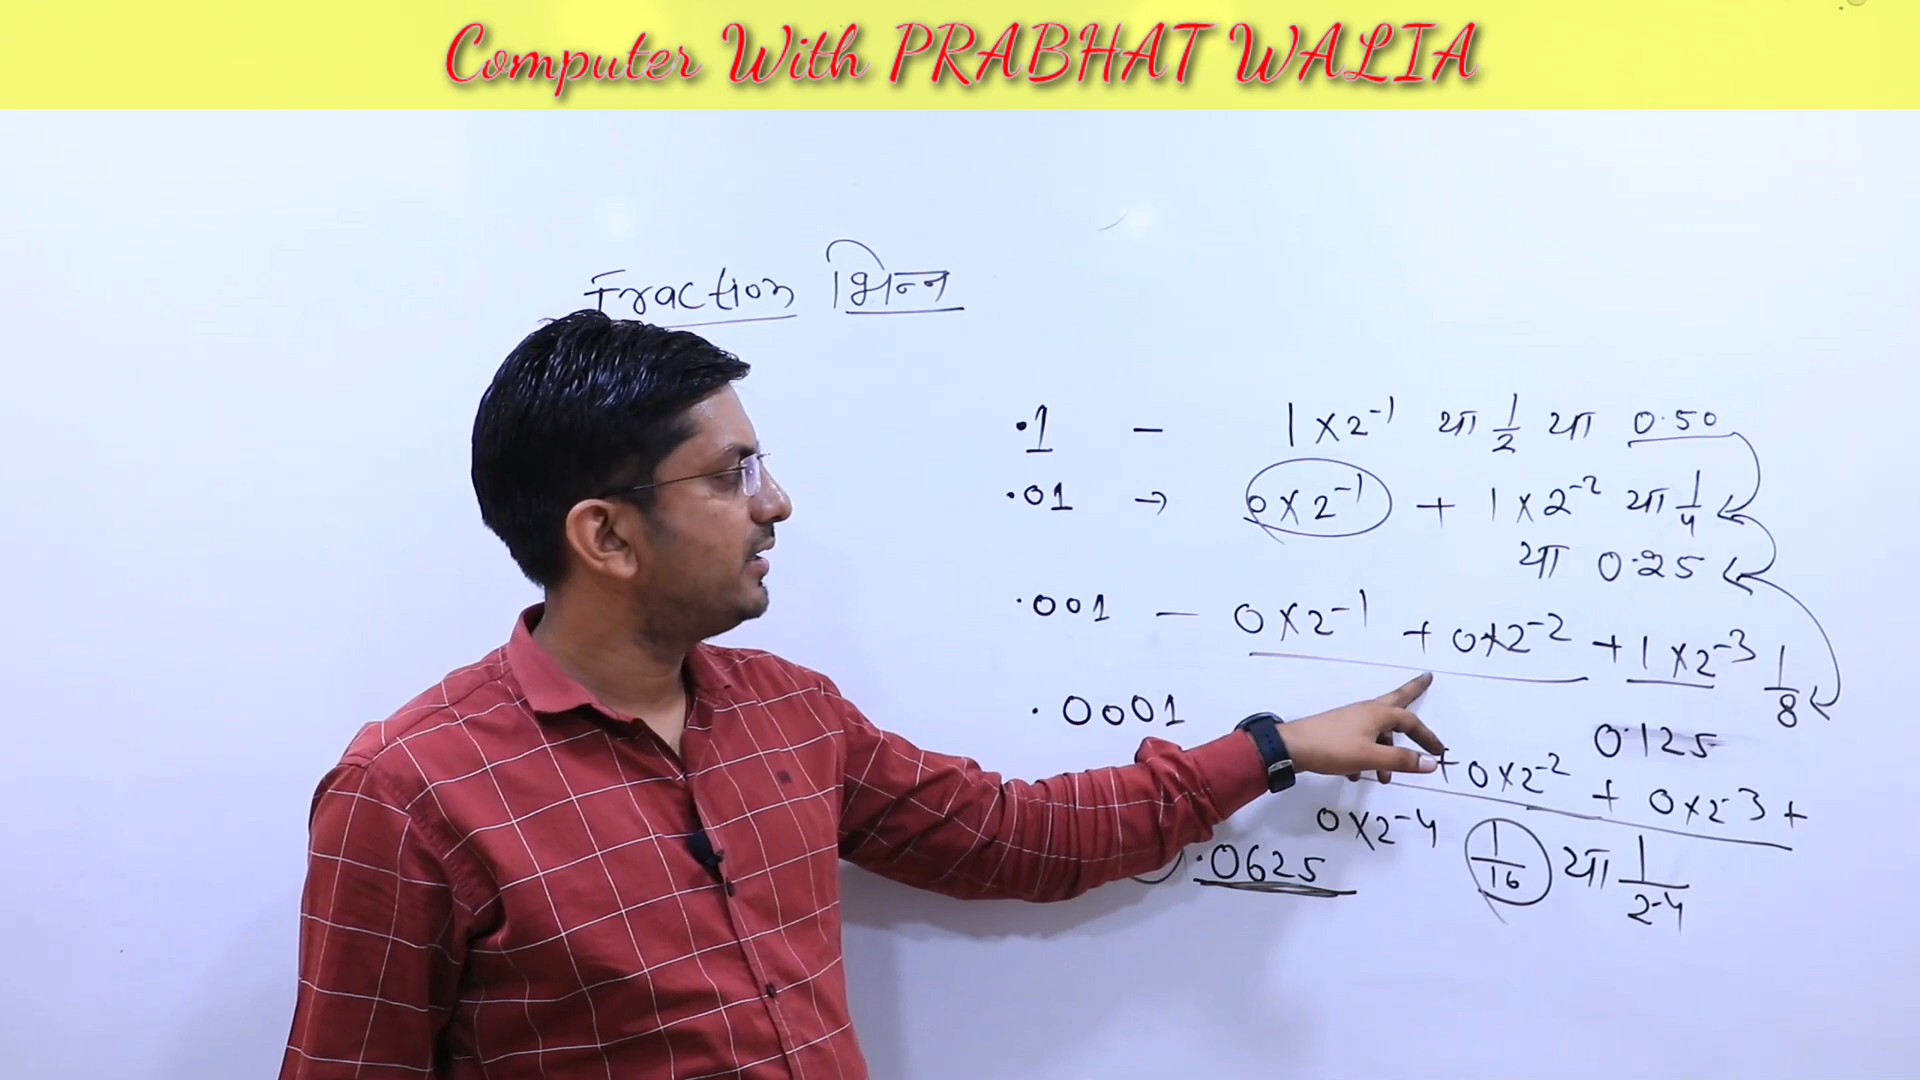 Computer With PRABHAT WALIA
Fraction भिन्न
.1 - 1 x 2⁻¹ या 1/2 या 0.50
.01 → 0 x 2⁻¹ + 1 x 2⁻² या 1/4
या 0.25
.001 - 0 x 2⁻¹ + 0 x 2⁻² + 1 x 2⁻³ 1/8
0.125
.0001
+ 0 x 2⁻² + 0 x 2⁻³ +
0 x 2⁻⁴ 1/16 या 1/2⁻⁴
.0625